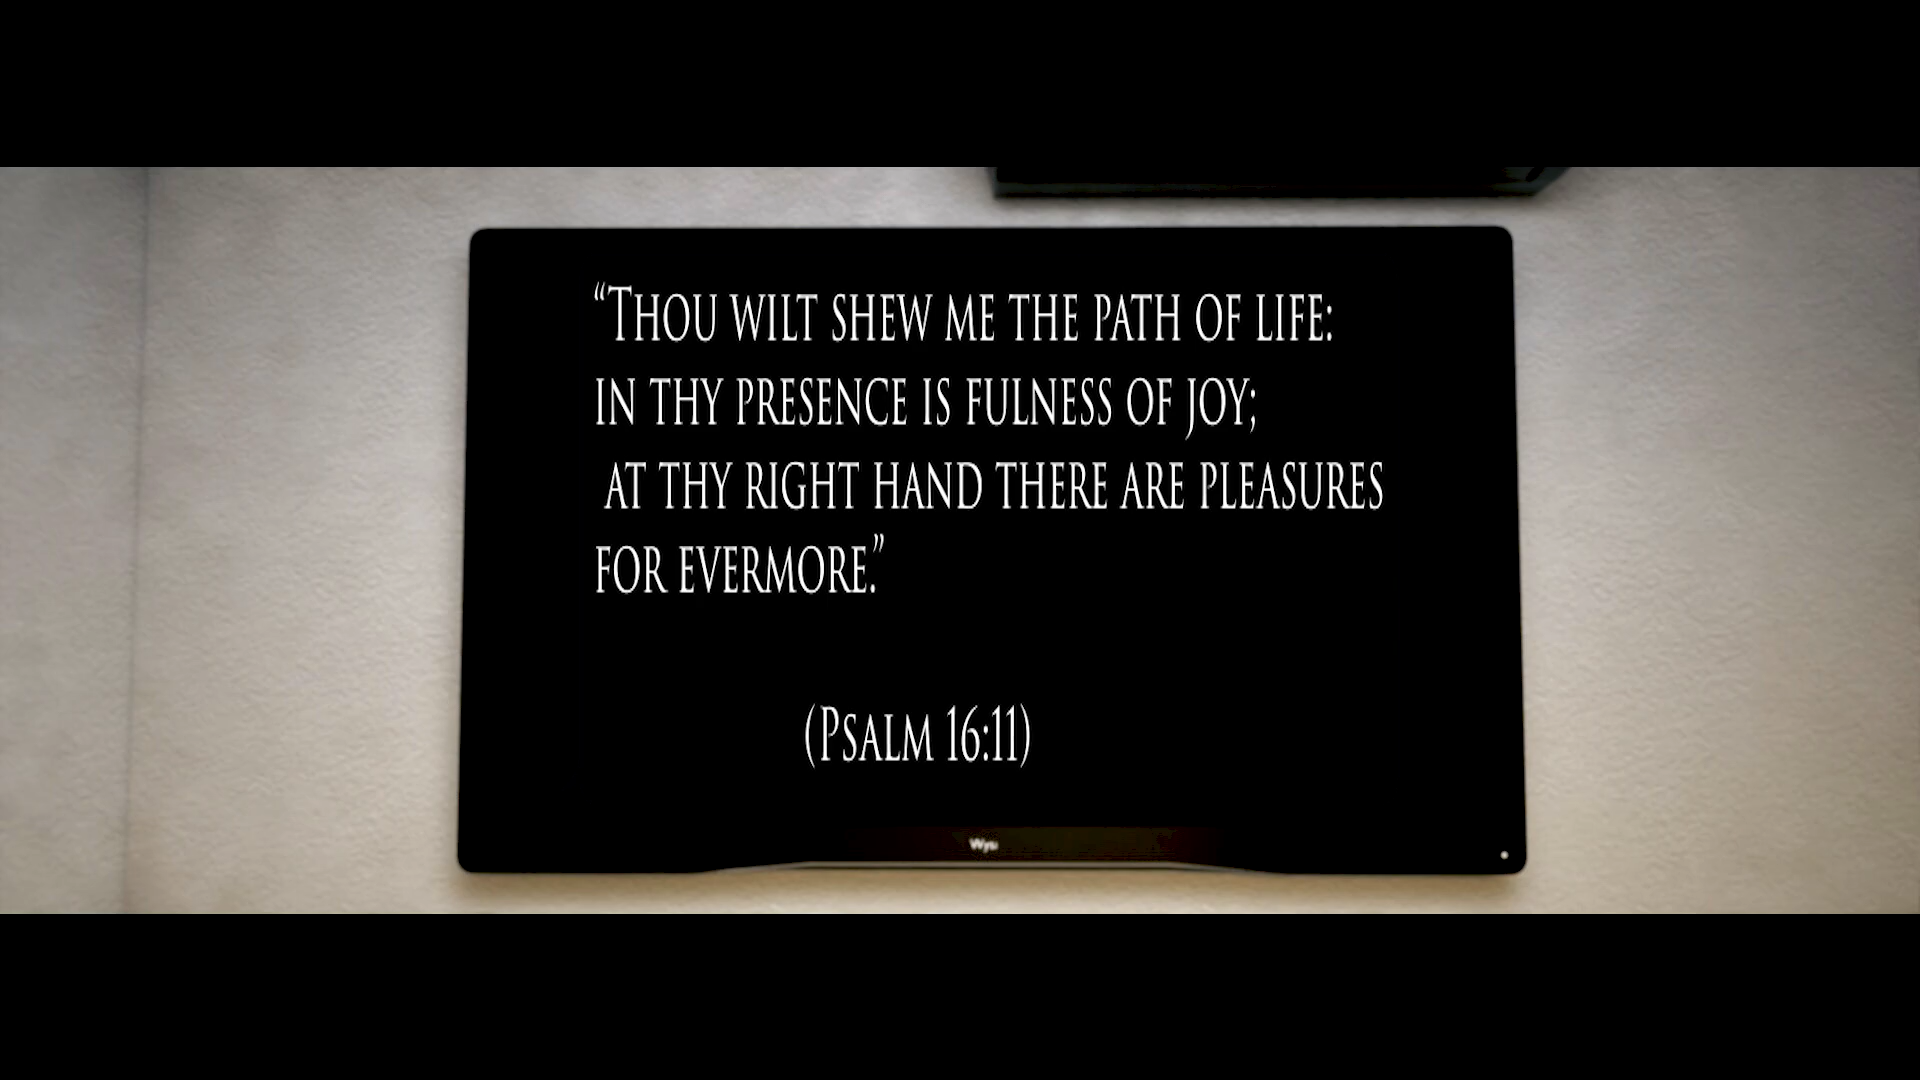 “Thou wilt shew me the path of life:
in thy presence is fulness of joy;
at thy right hand there are pleasures
for evermore.”
(Psalm 16:11)